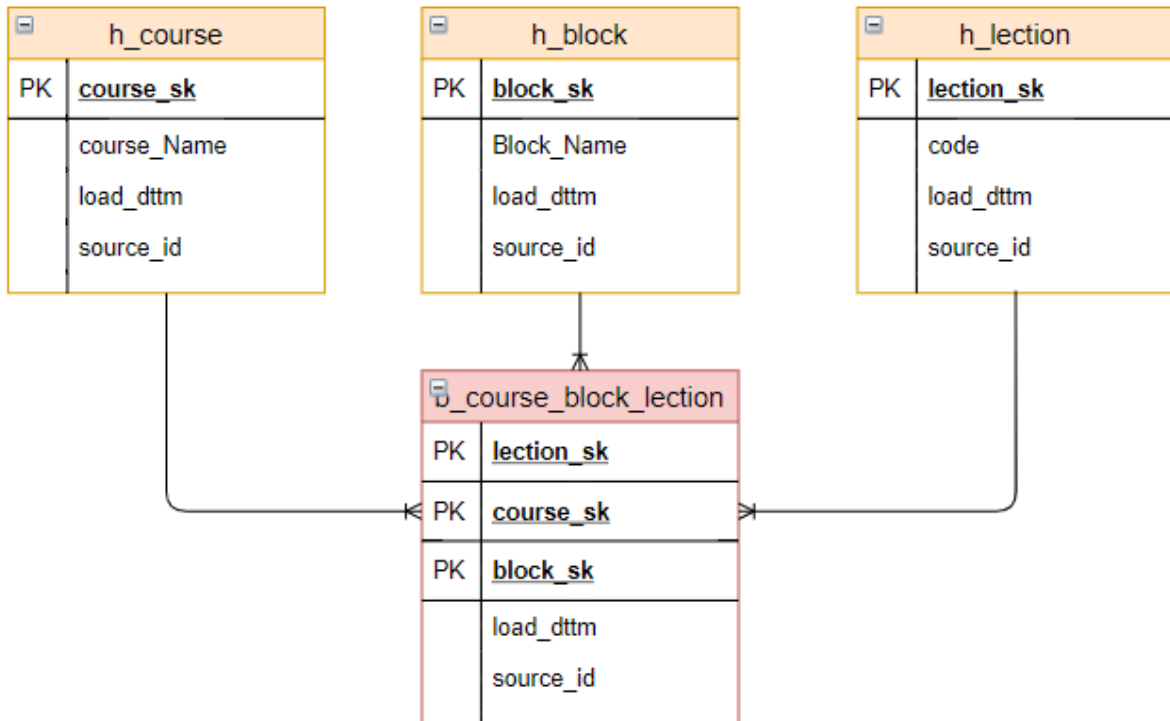 h_course
PK course_sk
course_Name
load_dttm
source_id
h_block
PK block_sk
Block_Name
load_dttm
source_id
h_lection
PK lection_sk
code
load_dttm
source_id
b_course_block_lection
PK lection_sk
PK course_sk
PK block_sk
load_dttm
source_id